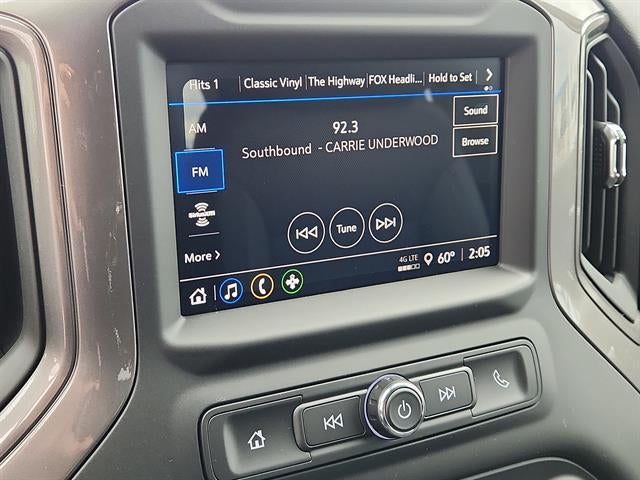 Hits 1 Classic Vinyl The Highway FOX Headli... Hold to Set
AM 92.3 Sound
Southbound - CARRIE UNDERWOOD Browse
FM
SiriusXM
Tune
More
4G LTE
60° 2:05